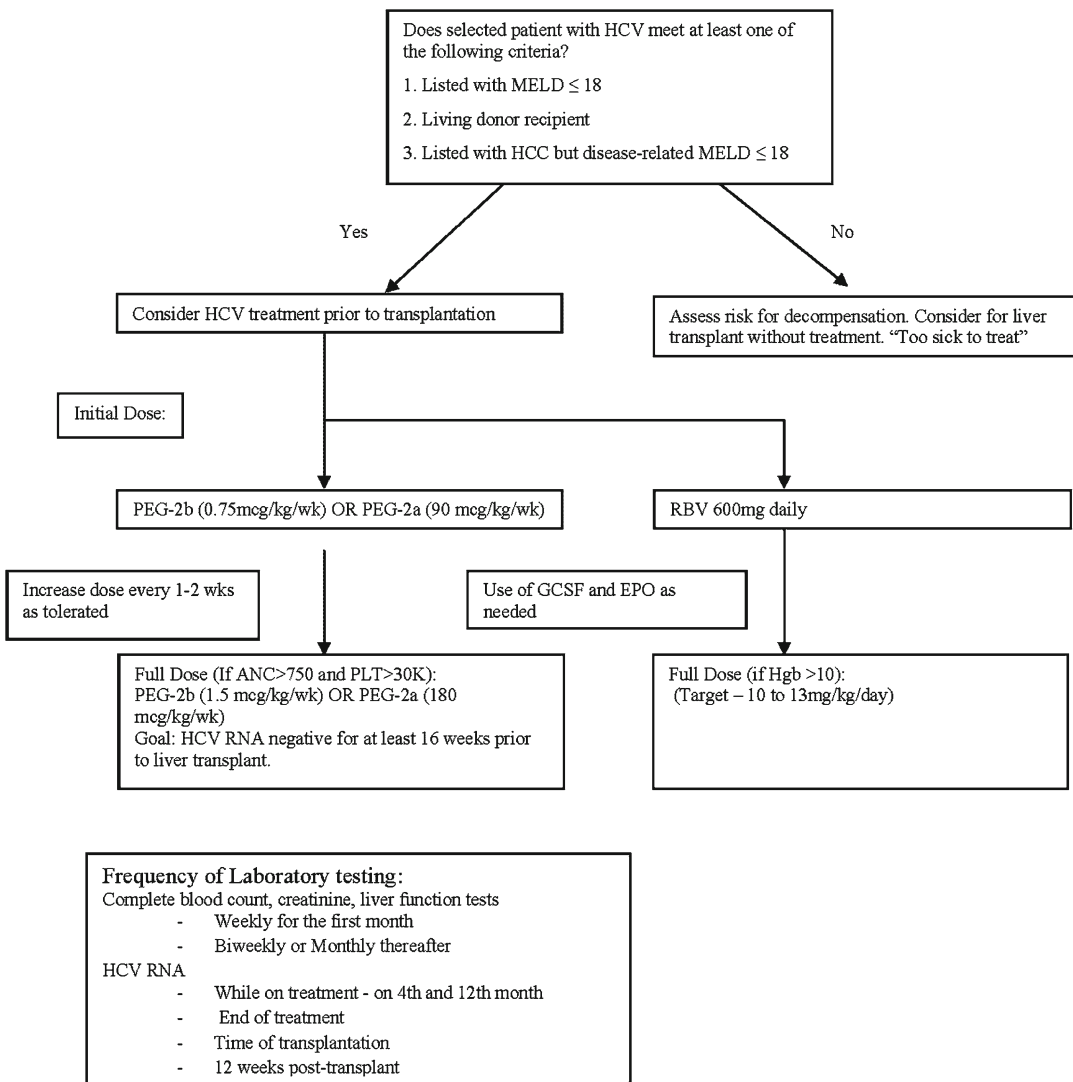 Does selected patient with HCV meet at least one of
the following criteria?
1. Listed with MELD ≤ 18
2. Living donor recipient
3. Listed with HCC but disease-related MELD ≤ 18
Yes
No
Consider HCV treatment prior to transplantation
Assess risk for decompensation. Consider for liver
transplant without treatment. “Too sick to treat”
Initial Dose:
PEG-2b (0.75mcg/kg/wk) OR PEG-2a (90 mcg/kg/wk)
RBV 600mg daily
Increase dose every 1-2 wks
as tolerated
Use of GCSF and EPO as
needed
Full Dose (If ANC>750 and PLT>30K):
PEG-2b (1.5 mcg/kg/wk) OR PEG-2a (180
mcg/kg/wk)
Goal: HCV RNA negative for at least 16 weeks prior
to liver transplant.
Full Dose (if Hgb >10):
(Target – 10 to 13mg/kg/day)
Frequency of Laboratory testing:
Complete blood count, creatinine, liver function tests
- Weekly for the first month
- Biweekly or Monthly thereafter
HCV RNA
- While on treatment - on 4th and 12th month
- End of treatment
- Time of transplantation
- 12 weeks post-transplant